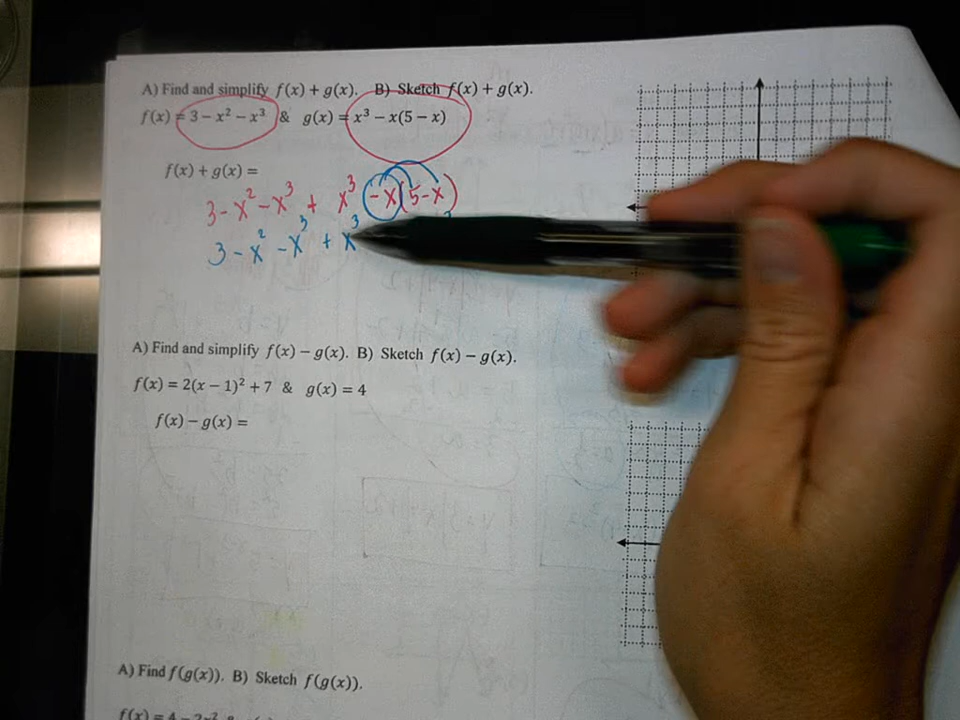 A) Find and simplify f(x) + g(x). B) Sketch f(x) + g(x).
f(x) = 3 − x² − x³ & g(x) = x³ − x(5 − x)
f(x) + g(x) =
3 - x² - x³ + x³ - x(5 - x)
3 - x² - x³ + x³
A) Find and simplify f(x) − g(x). B) Sketch f(x) − g(x).
f(x) = 2(x − 1)² + 7 & g(x) = 4
f(x) − g(x) =
A) Find f(g(x)). B) Sketch f(g(x)).